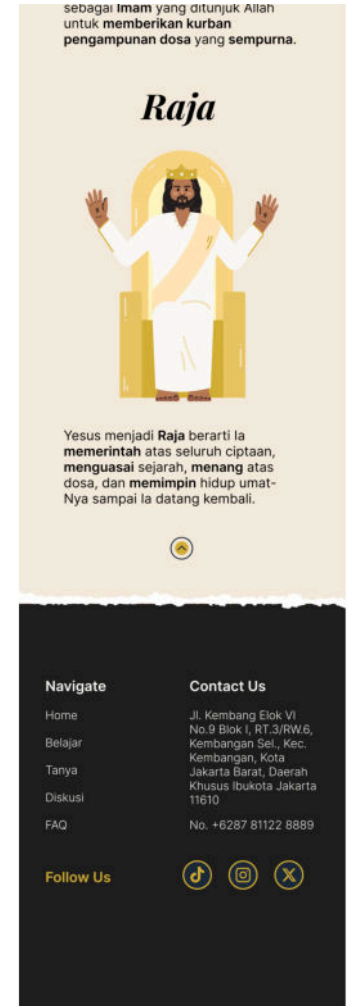 sebagai Imam yang ditunjuk Allah
untuk memberikan kurban
pengampunan dosa yang sempurna.
Raja
Yesus menjadi Raja berarti Ia
memerintah atas seluruh ciptaan,
menguasai sejarah, menang atas
dosa, dan memimpin hidup umat-
Nya sampai Ia datang kembali.
Navigate
Home
Belajar
Tanya
Diskusi
FAQ
Contact Us
Jl. Kembang Elok VI
No.9 Blok I, RT.3/RW.6,
Kembangan Sel., Kec.
Kembangan, Kota
Jakarta Barat, Daerah
Khusus Ibukota Jakarta
11610
No. +6287 81122 8889
Follow Us